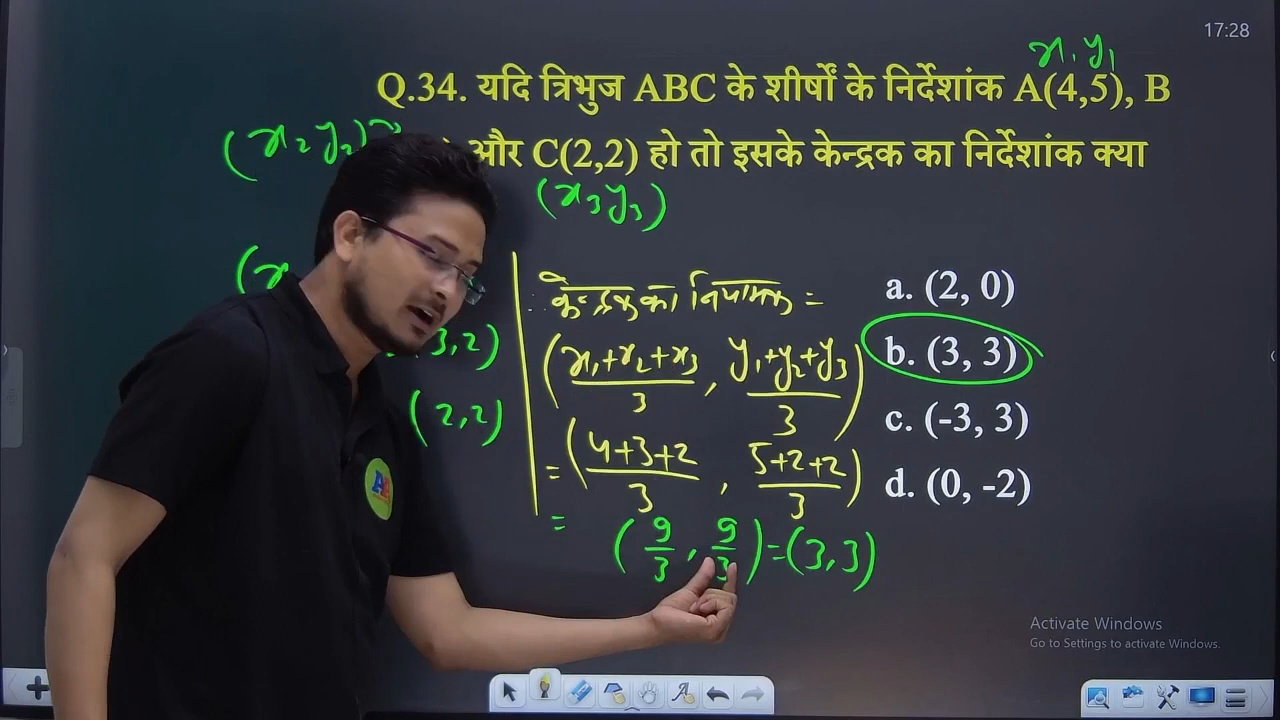 17:28
x₁ y₁
Q.34. यदि त्रिभुज ABC के शीर्षों के निर्देशांक A(4,5), B
(x₂ y₂)
और C(2,2) हो तो इसके केन्द्रक का निर्देशांक क्या
(x₃ y₃)
(x
3,2)
(2,2)
∴ केन्द्रक का नियामक =
(x₁+x₂+x₃/3, y₁+y₂+y₃/3)
= (4+3+2/3, 5+2+2/3)
= (9/3, 9/3) = (3,3)
a. (2, 0)
b. (3, 3)
c. (-3, 3)
d. (0, -2)
Activate Windows
Go to Settings to activate Windows.